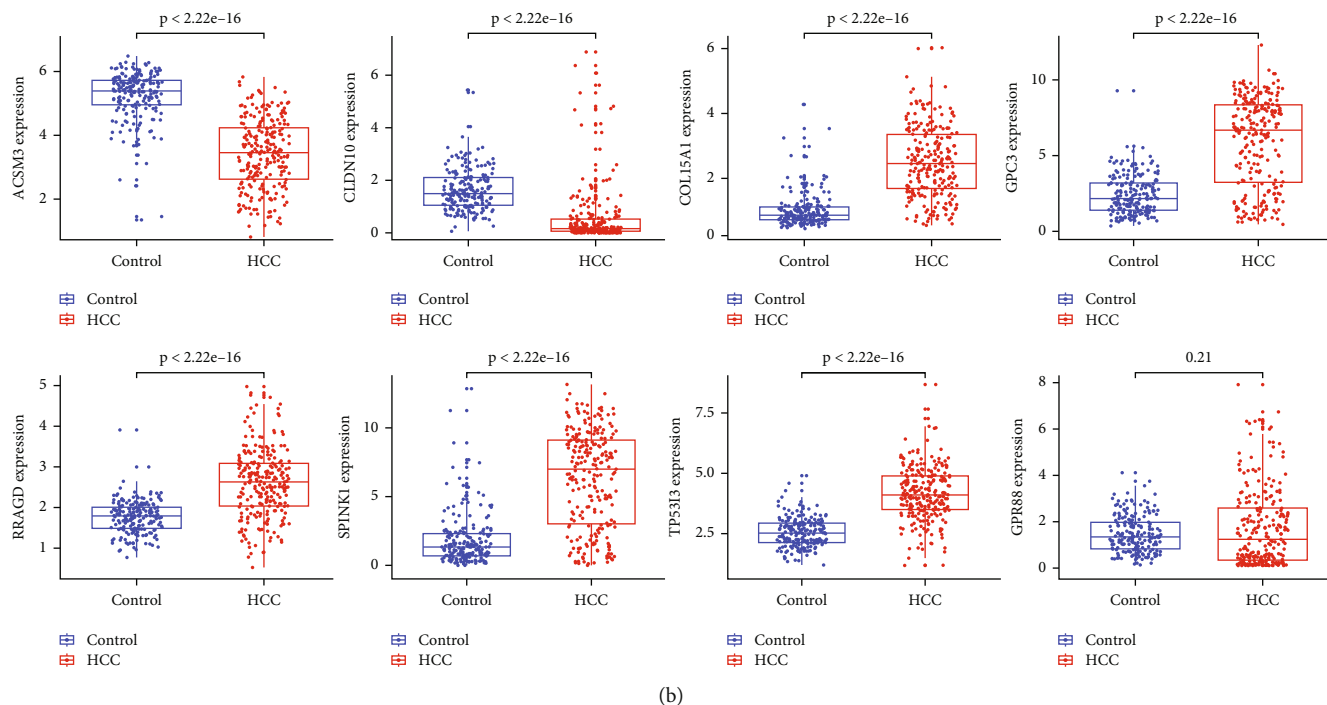 p < 2.22e–16
ACSM3 expression
6
4
2
Control
HCC
Control
HCC
p < 2.22e–16
CLDN10 expression
6
4
2
0
Control
HCC
Control
HCC
p < 2.22e–16
COL15A1 expression
6
4
2
0
Control
HCC
Control
HCC
p < 2.22e–16
GPC3 expression
10
5
0
Control
HCC
Control
HCC
p < 2.22e–16
RRAGD expression
5
4
3
2
1
Control
HCC
Control
HCC
p < 2.22e–16
SPINK1 expression
10
5
0
Control
HCC
Control
HCC
p < 2.22e–16
TP53I3 expression
7.5
5.0
2.5
Control
HCC
Control
HCC
0.21
GPR88 expression
8
6
4
2
0
Control
HCC
Control
HCC
(b)